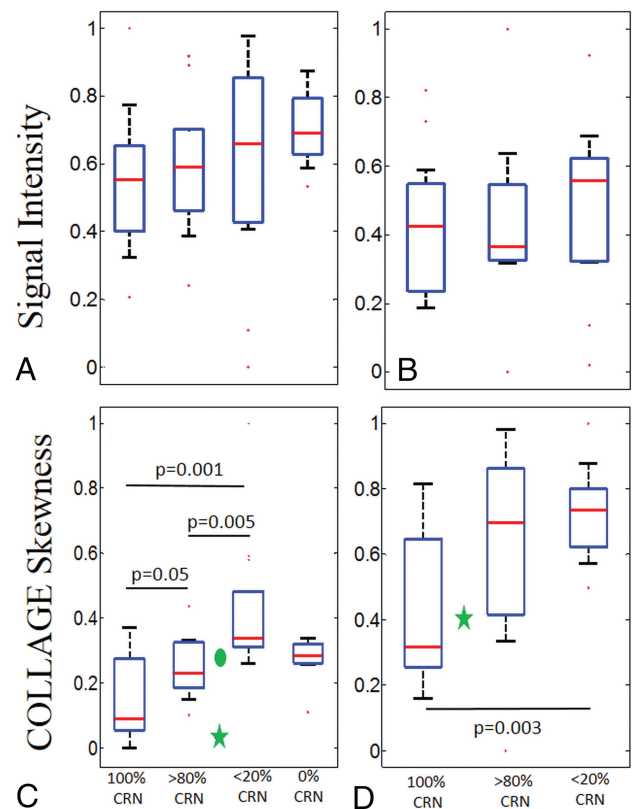 Signal Intensity
1
0.8
0.6
0.4
0.2
0
A
1
0.8
0.6
0.4
0.2
0
B
COLLAGE Skewness
1
0.8
0.6
0.4
0.2
0
p=0.001
p=0.005
p=0.05
C
100% >80% <20% 0%
CRN CRN CRN CRN
1
0.8
0.6
0.4
0.2
0
p=0.003
D
100% >80% <20%
CRN CRN CRN